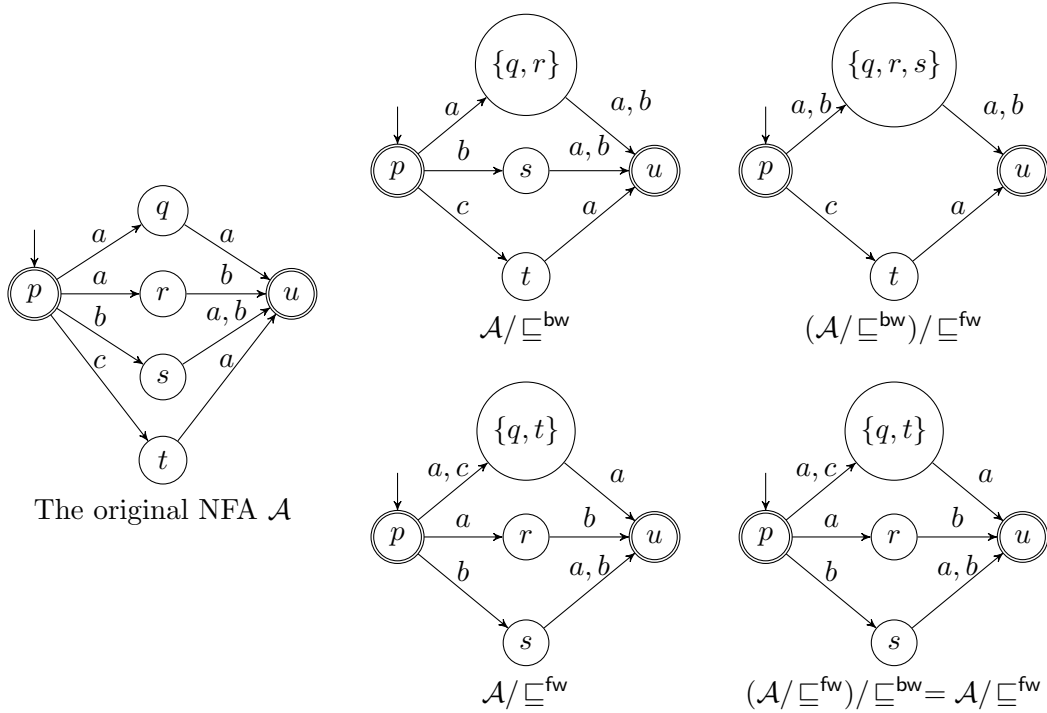 a
q
a
p
a
r
b
u
b
a, b
s
c
a
t
The original NFA 𝒜
{q, r}
a
a, b
p
b
s
a, b
u
c
a
t
𝒜/⊑^bw
{q, r, s}
a, b
a, b
p
u
c
a
t
(𝒜/⊑^bw)/⊑^fw
{q, t}
a, c
a
p
a
r
b
u
b
a, b
s
𝒜/⊑^fw
{q, t}
a, c
a
p
a
r
b
u
b
a, b
s
(𝒜/⊑^fw)/⊑^bw = 𝒜/⊑^fw